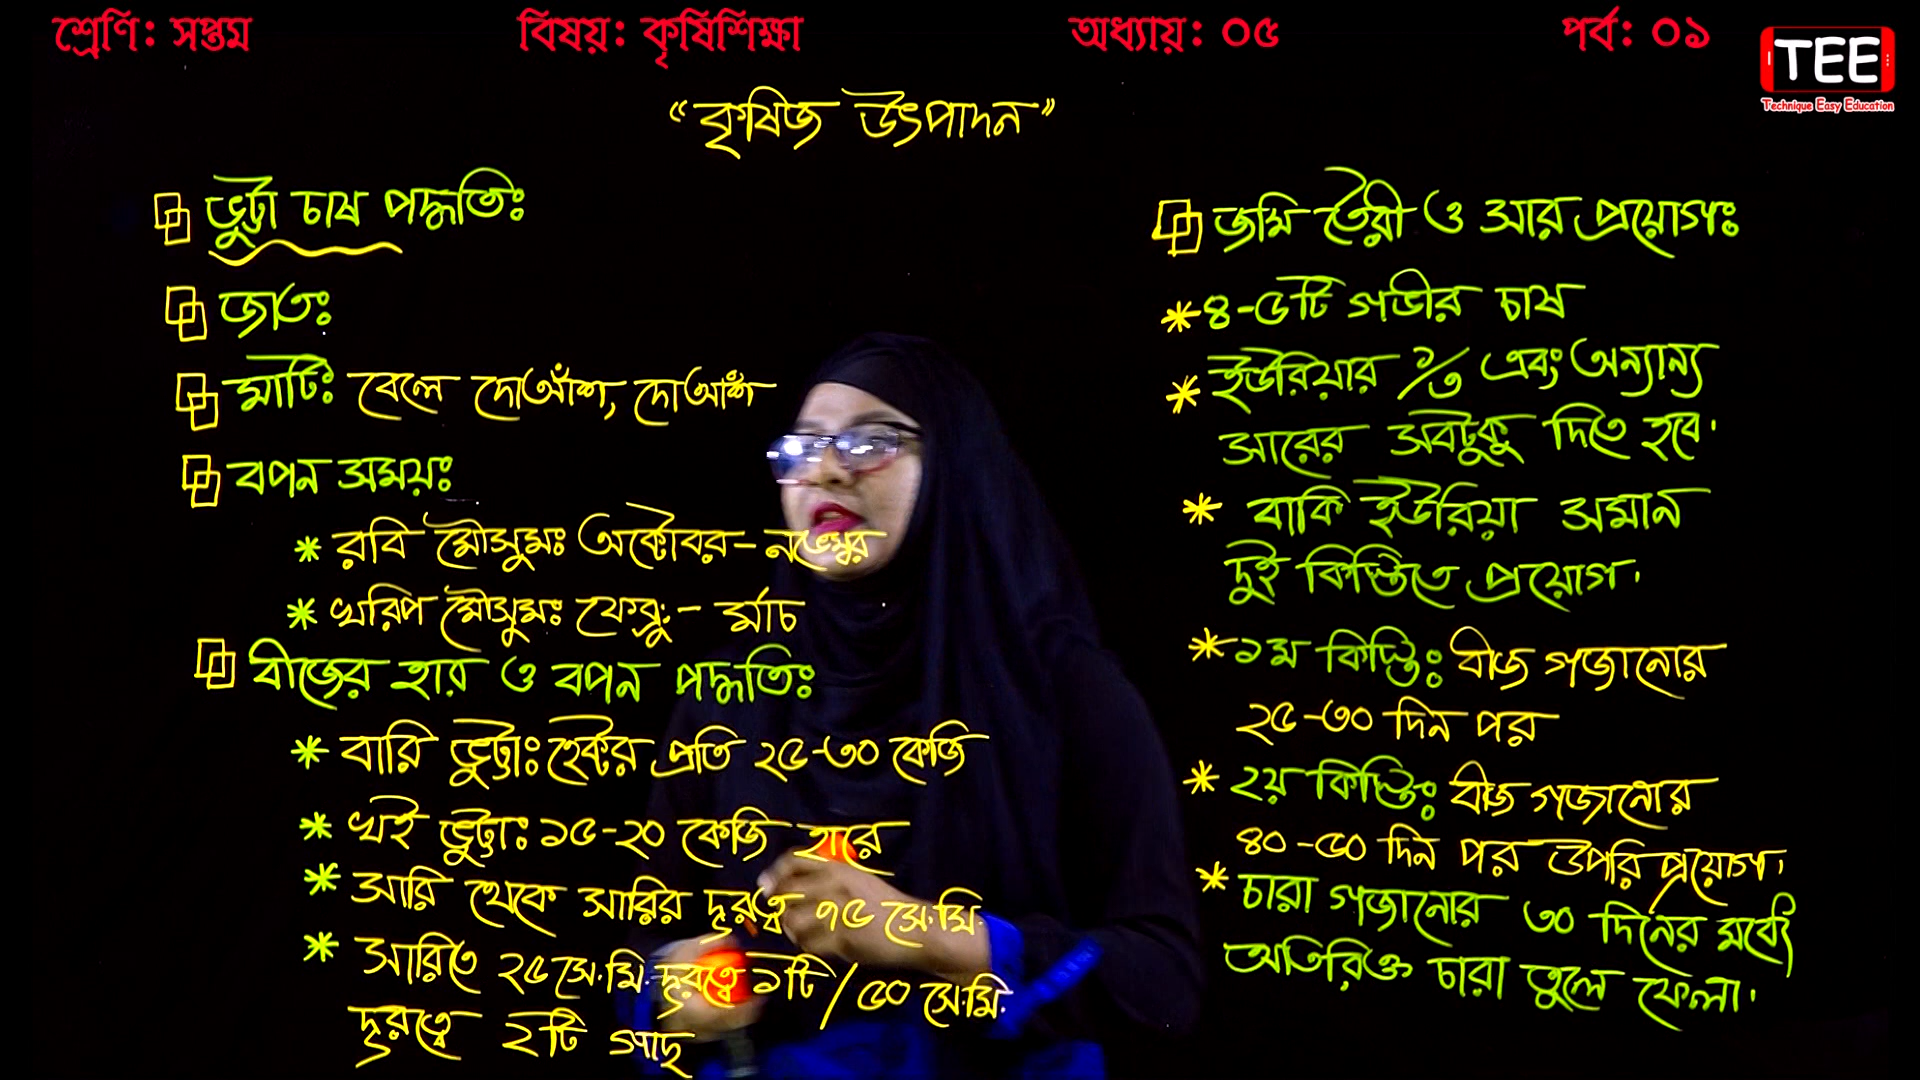 শ্রেণি: সপ্তম
বিষয়: কৃষিশিক্ষা
অধ্যায়: ০৫
পর্ব: ০১
TEE
Technique Easy Education
“কৃষিজ উৎপাদন”
ভুট্টা চাষ পদ্ধতিঃ
জাতঃ
মাটিঃ বেলে দোআঁশ, দোআঁশ
বপন সময়ঃ
* রবি মৌসুমঃ অক্টোবর - নভেম্বর
* খরিপ মৌসুমঃ ফেব্রুঃ - র্মাচ
বীজের হার ও বপন পদ্ধতিঃ
* বারি ভুট্টাঃ হেক্টর প্রতি ২৫-৩০ কেজি
* খই ভুট্টাঃ ১৫-২০ কেজি হারে
* সারি থেকে সারির দূরত্ব ৭৫ সে.মি.
* সারিতে ২৫ সে.মি. দূরত্বে ১টি / ৫০ সে.মি.
দূরত্বে ২টি গাছ
জমি তৈরী ও সার প্রয়োগঃ
* ৪-৫টি গভীর চাষ
* ইউরিয়ার ১/৩ এবং অন্যান্য
সারের সবটুকু দিতে হবে.
* বাকি ইউরিয়া সমান
দুই কিস্তিতে প্রয়োগ.
* ১ম কিস্তিঃ বীজ গজানোর
২৫-৩০ দিন পর
* ২য় কিস্তিঃ বীজ গজানোর
৪০-৫০ দিন পর উপরি প্রয়োগ.
* চারা গজানোর ৩০ দিনের মধ্যে
অতিরিক্ত চারা তুলে ফেলা.